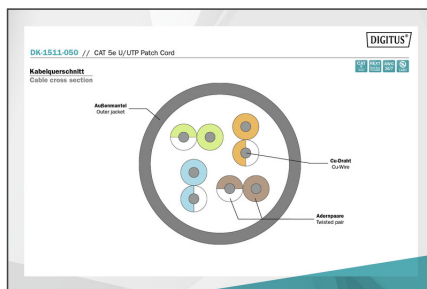 DIGITUS®
DK-1511-050 // CAT 5e U/UTP Patch Cord
Kabelquerschnitt
Cable cross section
Außenmantel
Outer jacket
Cu-Draht
Cu-Wire
Adernpaare
Twisted pair